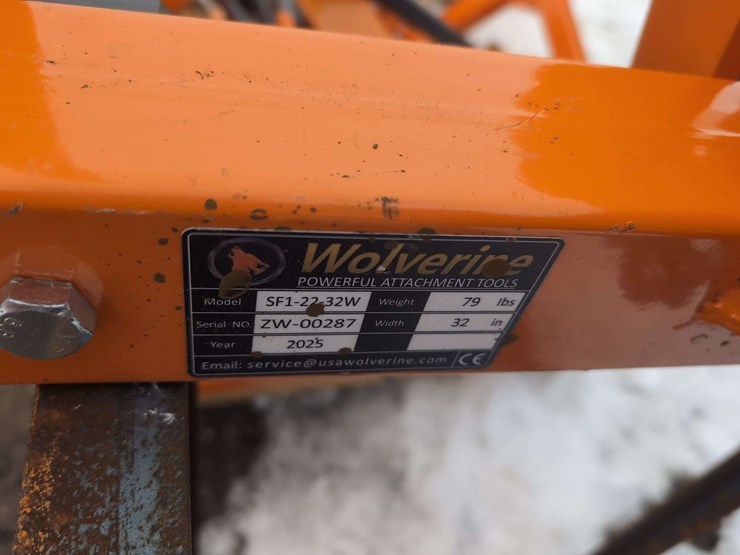 Wolverine
POWERFUL ATTACHMENT TOOLS
Model SF1-22-32W Weight 79 lbs
Serial NO. ZW-00287 Width 32 in
Year 2025
Email: service@usawolverine.com CE